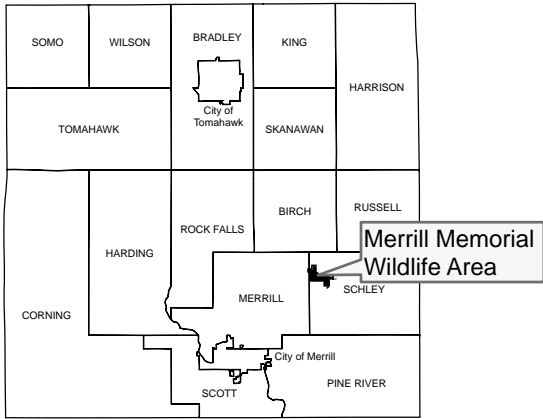 SOMO
WILSON
BRADLEY
KING
HARRISON
City of
Tomahawk
TOMAHAWK
SKANAWAN
BIRCH
RUSSELL
ROCK FALLS
HARDING
Merrill Memorial
Wildlife Area
SCHLEY
MERRILL
CORNING
City of Merrill
SCOTT
PINE RIVER